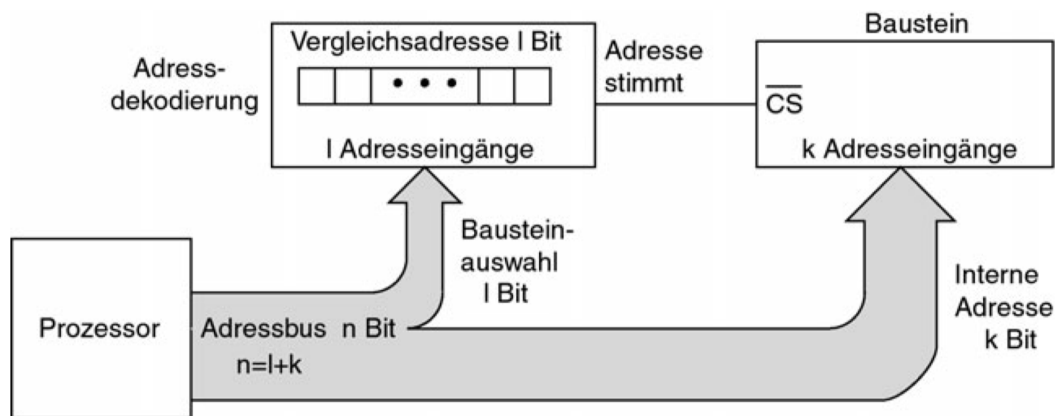 Adress-
dekodierung
Vergleichsadresse l Bit
l Adresseingänge
Adresse
stimmt
Baustein
CS
k Adresseingänge
Prozessor
Adressbus n Bit
n=l+k
Baustein-
auswahl
l Bit
Interne
Adresse
k Bit